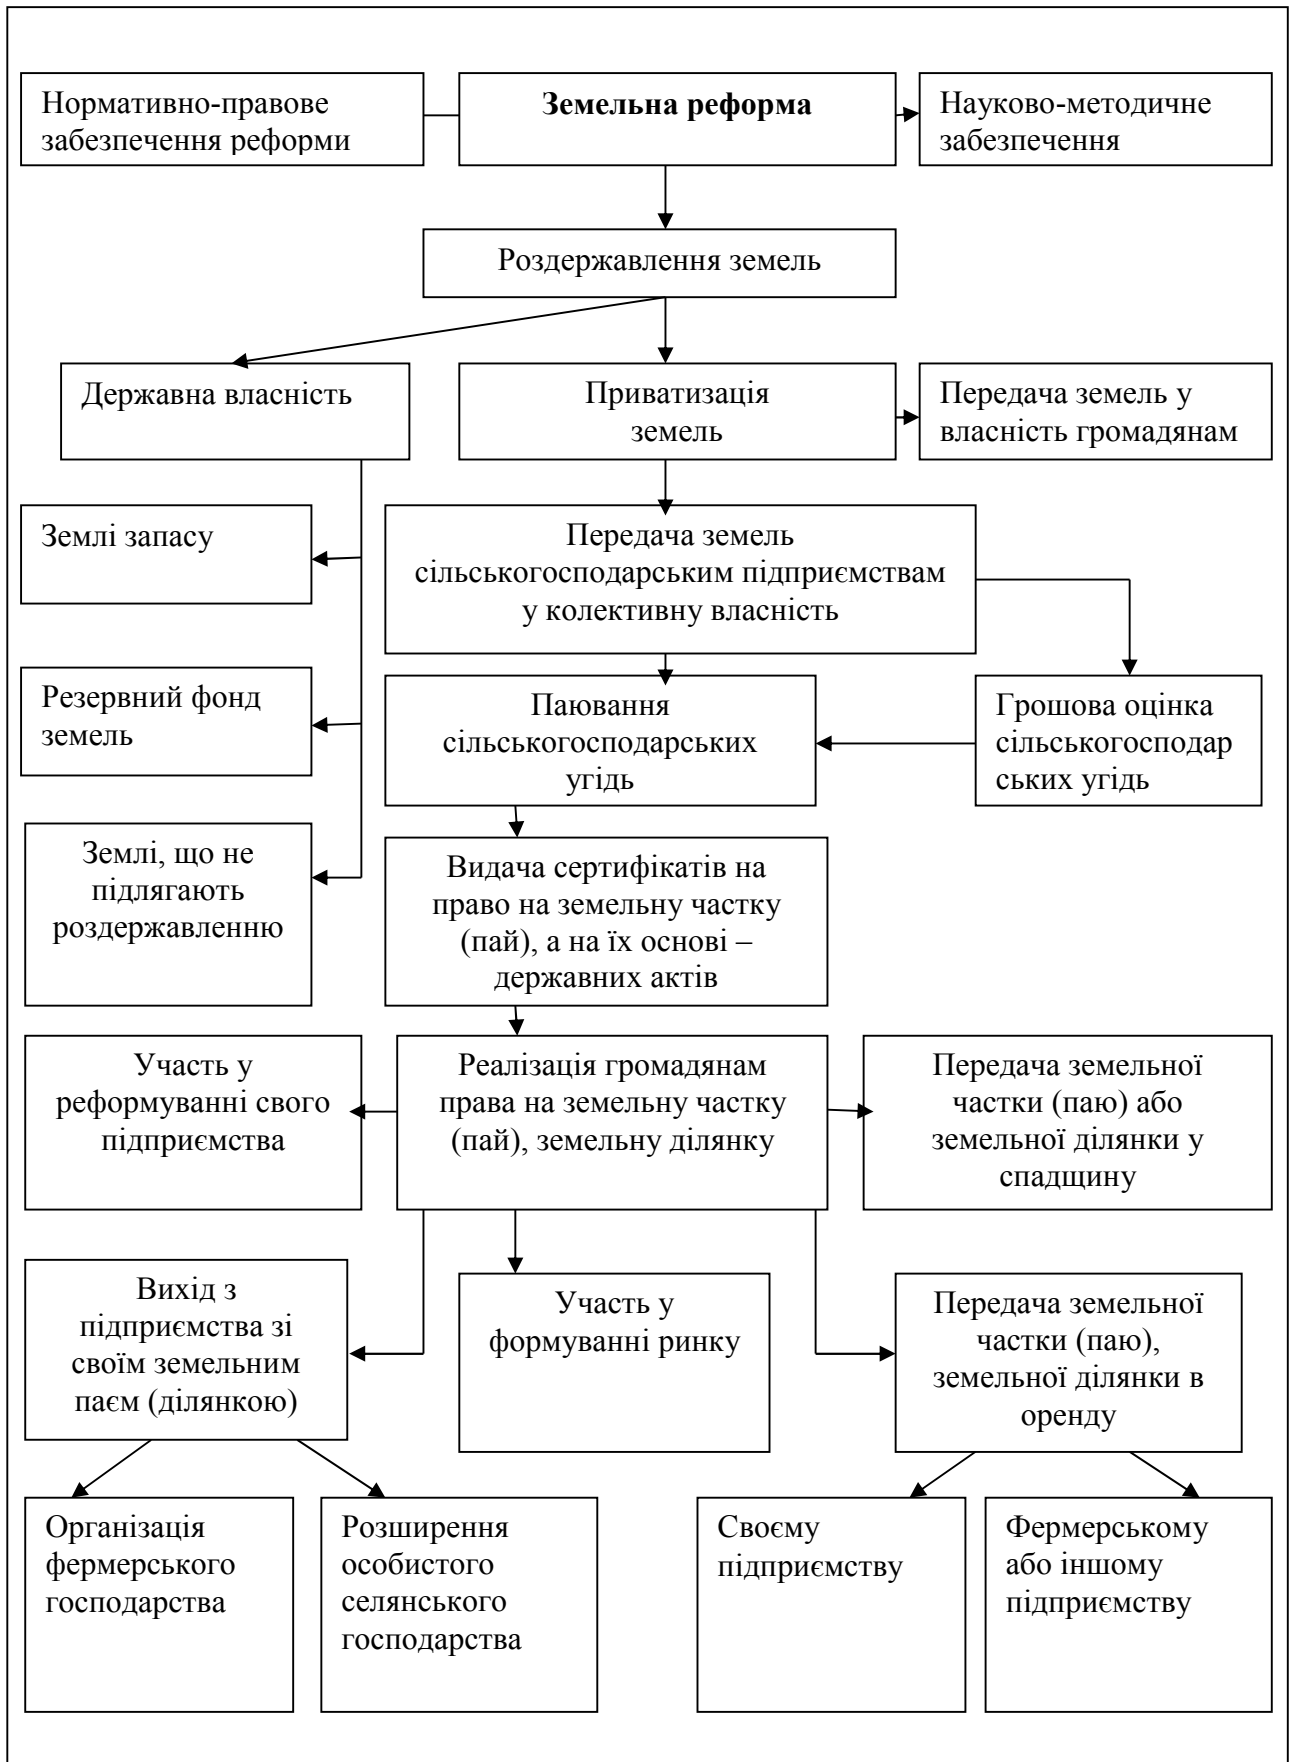 Нормативно-правове
забезпечення реформи
Земельна реформа
Науково-методичне
забезпечення
Роздержавлення земель
Державна власність
Приватизація
земель
Передача земель у
власність громадянам
Землі запасу
Передача земель
сільськогосподарським підприємствам
у колективну власність
Резервний фонд
земель
Паювання
сільськогосподарських
угідь
Грошова оцінка
сільськогосподар
ських угідь
Землі, що не
підлягають
роздержавленню
Видача сертифікатів на
право на земельну частку
(пай), а на їх основі –
державних актів
Участь у
реформуванні свого
підприємства
Реалізація громадянам
права на земельну частку
(пай), земельну ділянку
Передача земельної
частки (паю) або
земельної ділянки у
спадщину
Вихід з
підприємства зі
своїм земельним
паєм (ділянкою)
Участь у
формуванні ринку
Передача земельної
частки (паю),
земельної ділянки в
оренду
Організація
фермерського
господарства
Розширення
особистого
селянського
господарства
Своєму
підприємству
Фермерському
або іншому
підприємству